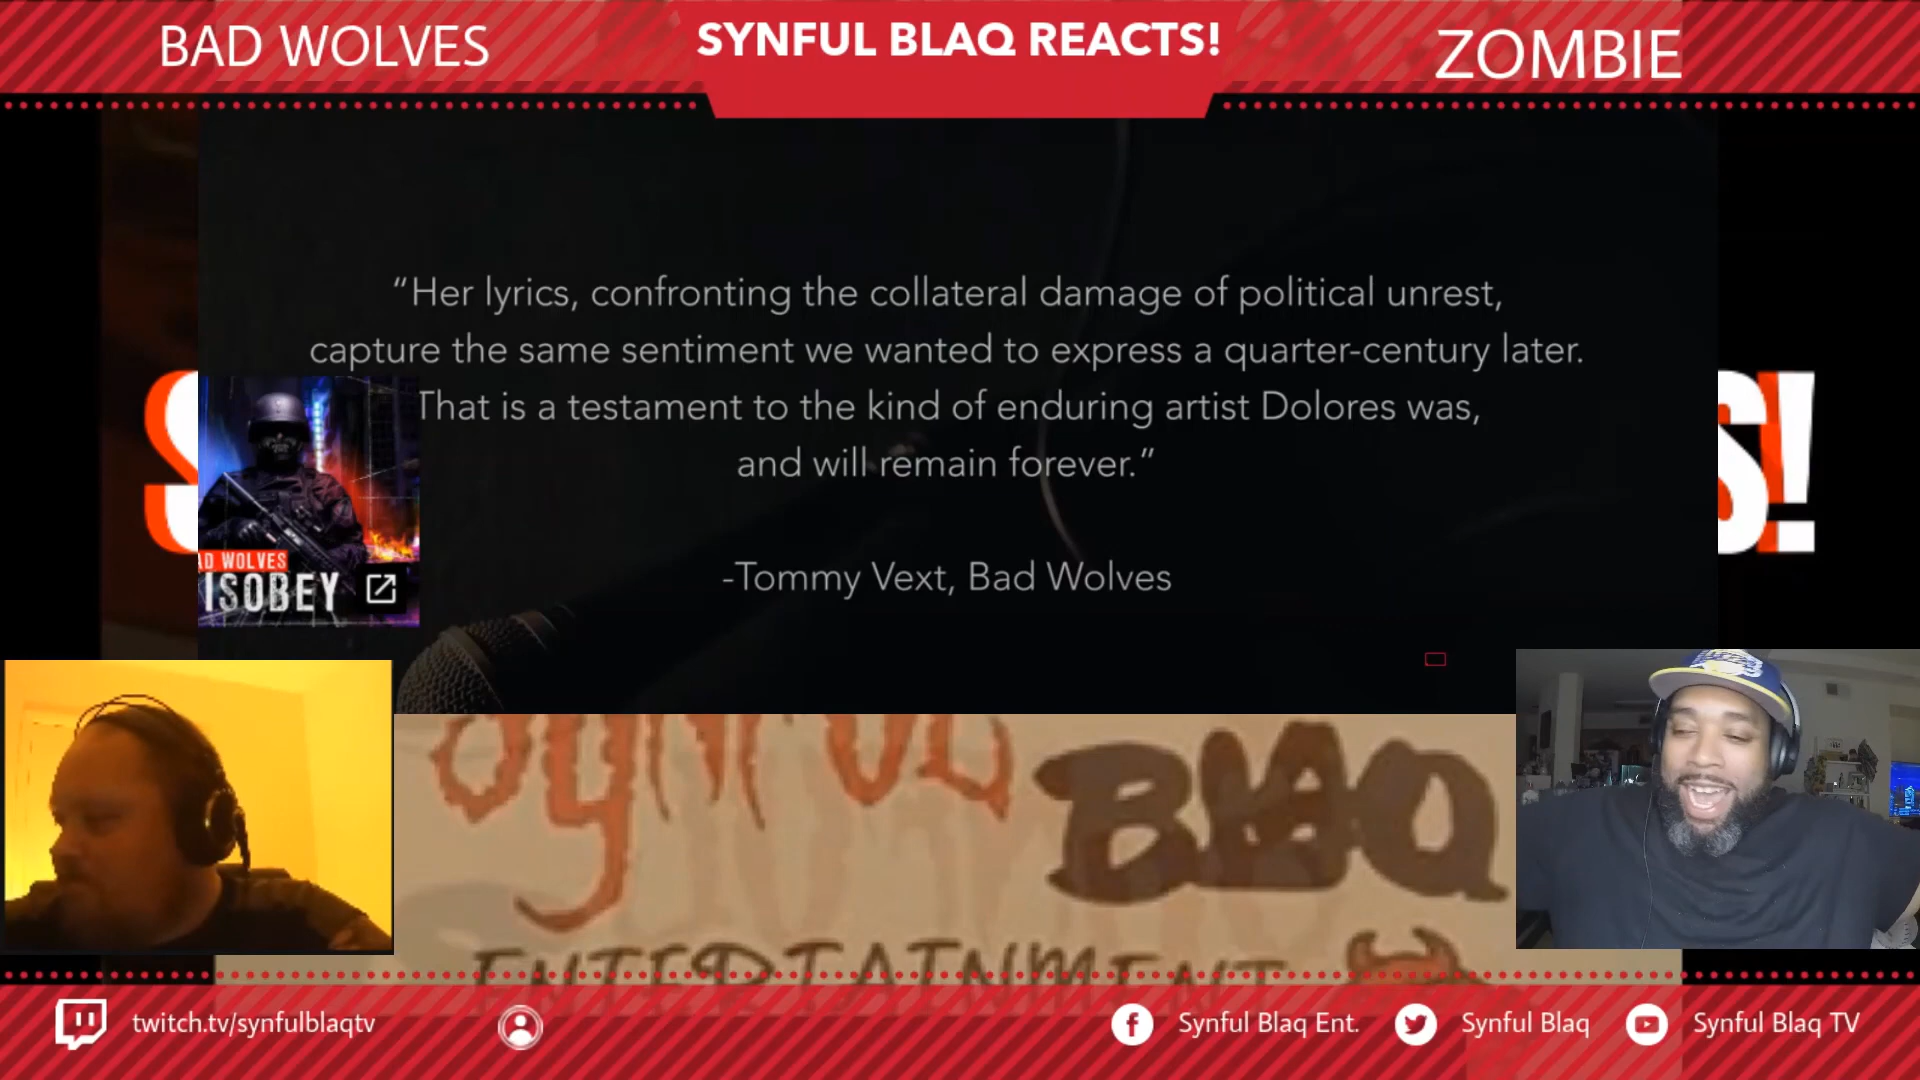 BAD WOLVES
SYNFUL BLAQ REACTS!
ZOMBIE
“Her lyrics, confronting the collateral damage of political unrest,
capture the same sentiment we wanted to express a quarter-century later.
That is a testament to the kind of enduring artist Dolores was,
and will remain forever.”
-Tommy Vext, Bad Wolves
S
S!
AD WOLVES
ISOBEY
SYNFUL BLAQ
ENTERTAINMENT
twitch.tv/synfulblaqtv
Synful Blaq Ent.
Synful Blaq
Synful Blaq TV